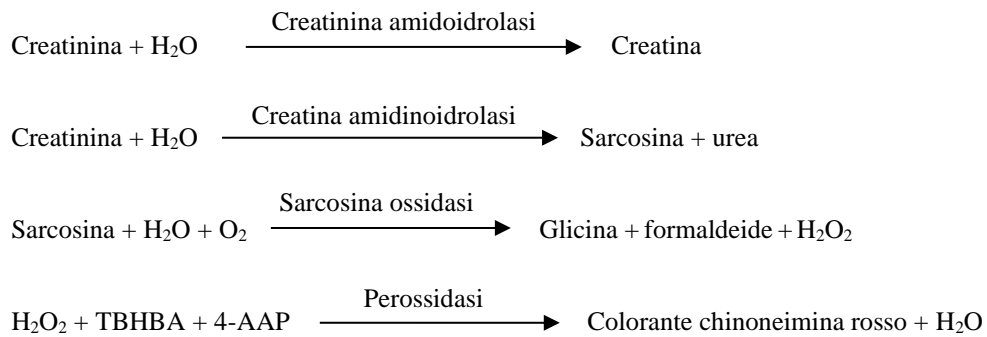 Creatinina amidoidrolasi
Creatinina + H₂O Creatina
Creatina amidinoidrolasi
Creatinina + H₂O Sarcosina + urea
Sarcosina ossidasi
Sarcosina + H₂O + O₂ Glicina + formaldeide + H₂O₂
Perossidasi
H₂O₂ + TBHBA + 4-AAP Colorante chinoneimina rosso + H₂O